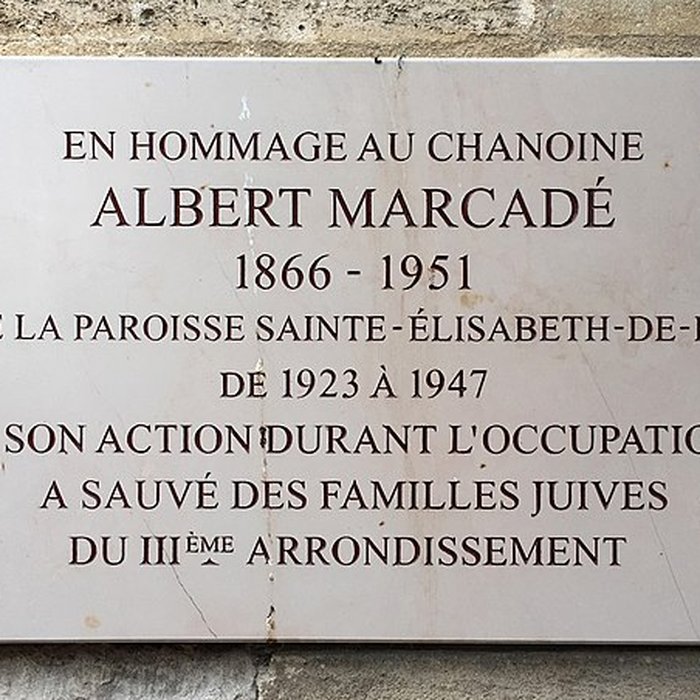 EN HOMMAGE AU CHANOINE
ALBERT MARCADÉ
1866 - 1951
LA PAROISSE SAINTE-ÉLISABETH-DE-
DE 1923 À 1947
SON ACTION DURANT L'OCCUPATIO
A SAUVÉ DES FAMILLES JUIVES
DU IIIÈME ARRONDISSEMENT